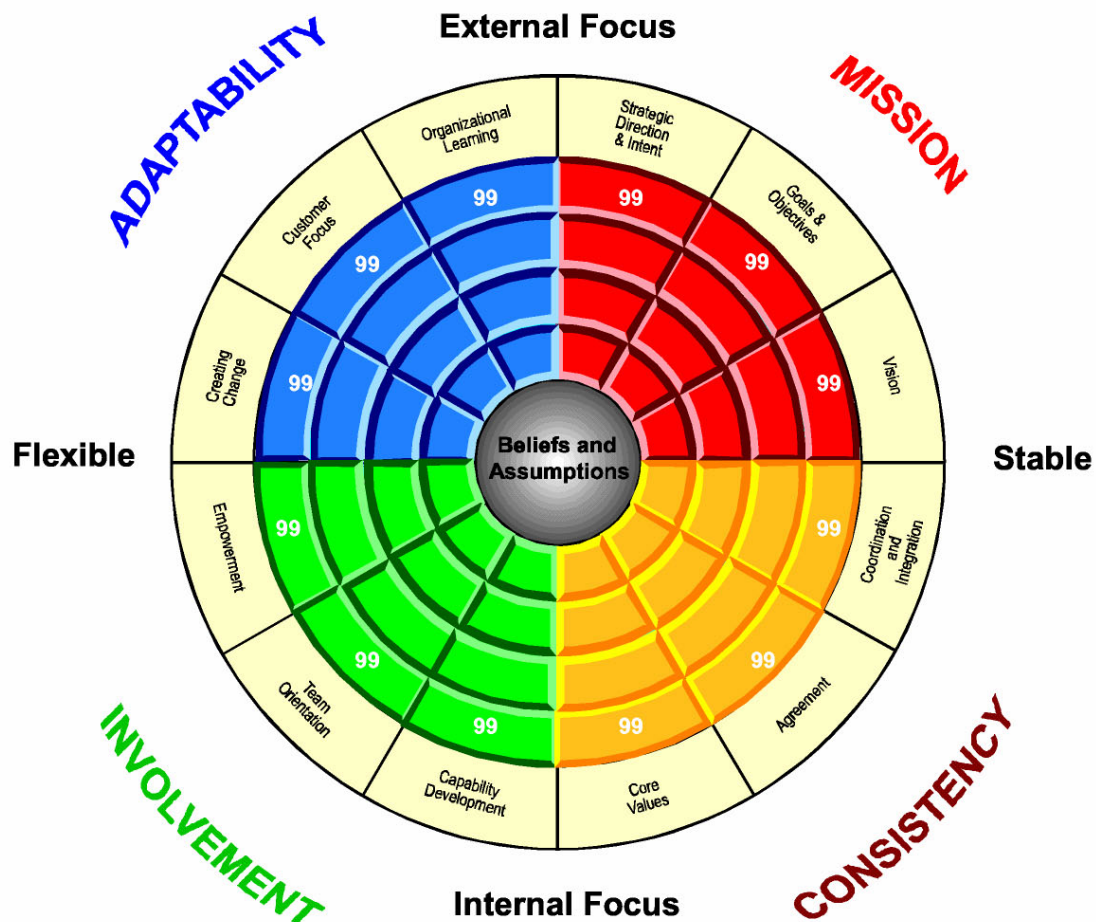 External Focus
ADAPTABILITY
MISSION
Organizational
Learning
Strategic
Direction
& Intent
Customer
Focus
Goals &
Objectives
Creating
Change
Vision
99
99
99
99
99
99
Flexible
Beliefs and
Assumptions
Stable
Empowerment
99
99
Coordination
and
Integration
Team
Orientation
99
99
Agreement
Capability
Development
99
99
Core
Values
INVOLVEMENT
CONSISTENCY
Internal Focus